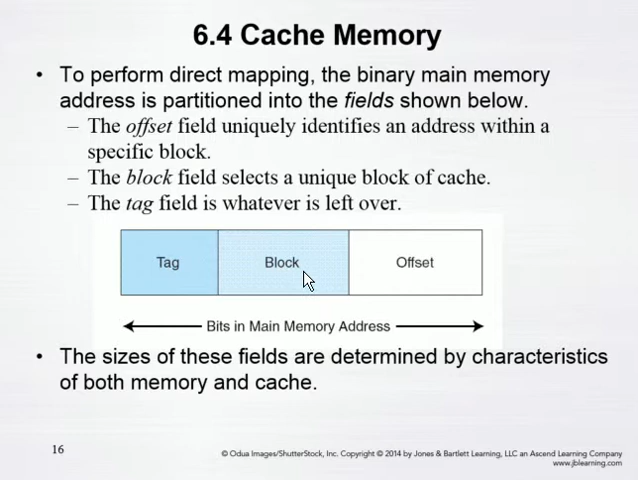 6.4 Cache Memory
• To perform direct mapping, the binary main memory
address is partitioned into the fields shown below.
– The offset field uniquely identifies an address within a
specific block.
– The block field selects a unique block of cache.
– The tag field is whatever is left over.
Tag Block Offset
Bits in Main Memory Address
• The sizes of these fields are determined by characteristics
of both memory and cache.
16
© Odua Images/ShutterStock, Inc. Copyright © 2014 by Jones & Bartlett Learning, LLC an Ascend Learning Company
www.jblearning.com